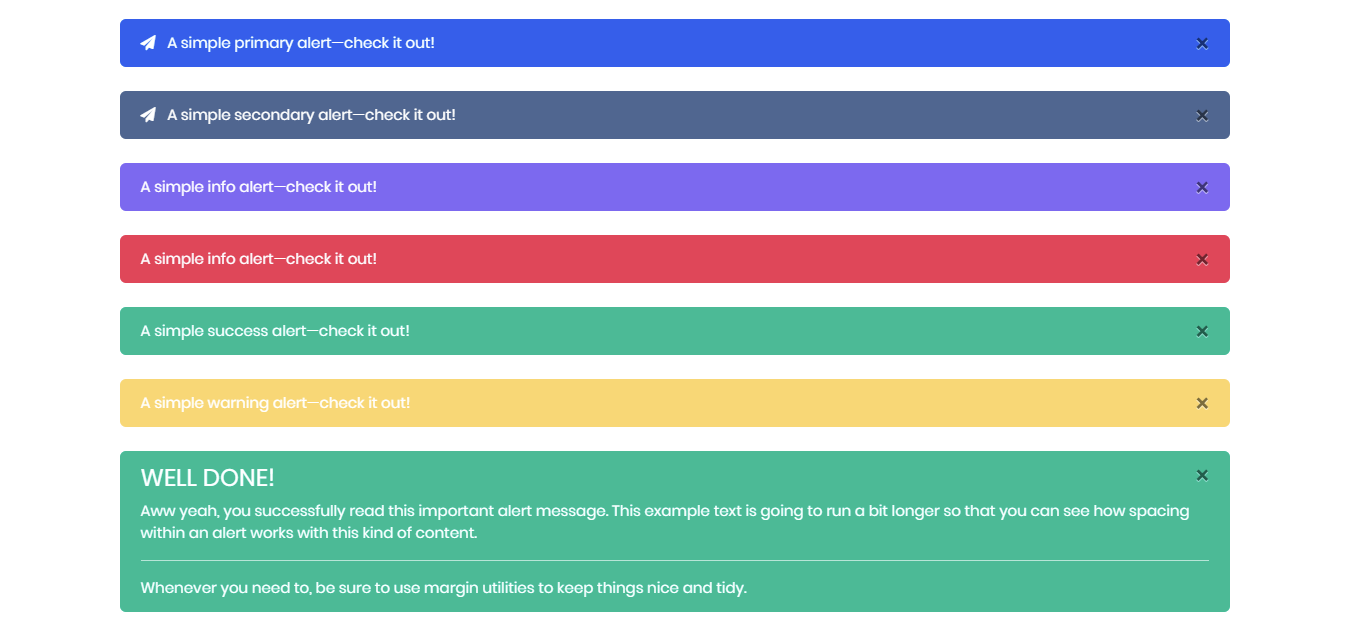 A simple primary alert—check it out!
A simple secondary alert—check it out!
A simple info alert—check it out!
A simple info alert—check it out!
A simple success alert—check it out!
A simple warning alert—check it out!
WELL DONE!
Aww yeah, you successfully read this important alert message. This example text is going to run a bit longer so that you can see how spacing
within an alert works with this kind of content.
Whenever you need to, be sure to use margin utilities to keep things nice and tidy.